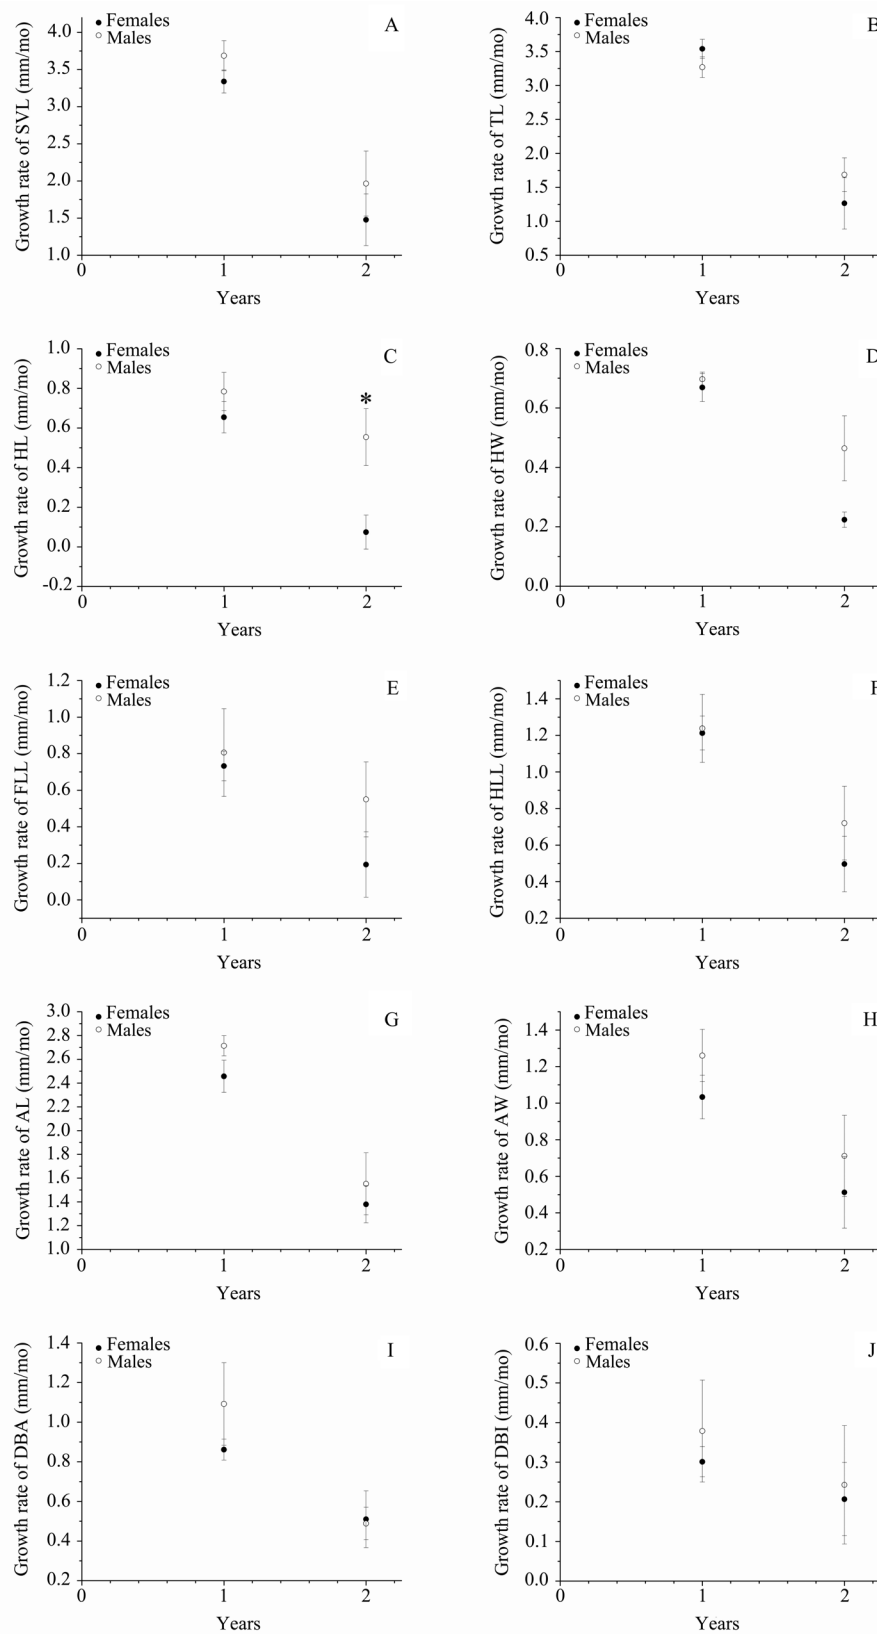 Females
Males
A
Growth rate of SVL (mm/mo)
4.0
3.5
3.0
2.5
2.0
1.5
1.0
0 1 2
Years
Females
Males
B
Growth rate of TL (mm/mo)
4.0
3.5
3.0
2.5
2.0
1.5
1.0
0.5
0 1 2
Years
Females
Males
C
*
Growth rate of HL (mm/mo)
1.0
0.8
0.6
0.4
0.2
0.0
-0.2
0 1 2
Years
Females
Males
D
Growth rate of HW (mm/mo)
0.8
0.6
0.4
0.2
0.0
0 1 2
Years
Females
Males
E
Growth rate of FLL (mm/mo)
1.2
1.0
0.8
0.6
0.4
0.2
0.0
0 1 2
Years
Females
Males
F
Growth rate of HLL (mm/mo)
1.4
1.2
1.0
0.8
0.6
0.4
0.2
0 1 2
Years
Females
Males
G
Growth rate of AL (mm/mo)
3.0
2.8
2.6
2.4
2.2
2.0
1.8
1.6
1.4
1.2
1.0
0 1 2
Years
Females
Males
H
Growth rate of AW (mm/mo)
1.4
1.2
1.0
0.8
0.6
0.4
0.2
0 1 2
Years
Females
Males
I
Growth rate of DBA (mm/mo)
1.4
1.2
1.0
0.8
0.6
0.4
0.2
0 1 2
Years
Females
Males
J
Growth rate of DBI (mm/mo)
0.6
0.5
0.4
0.3
0.2
0.1
0.0
0 1 2
Years